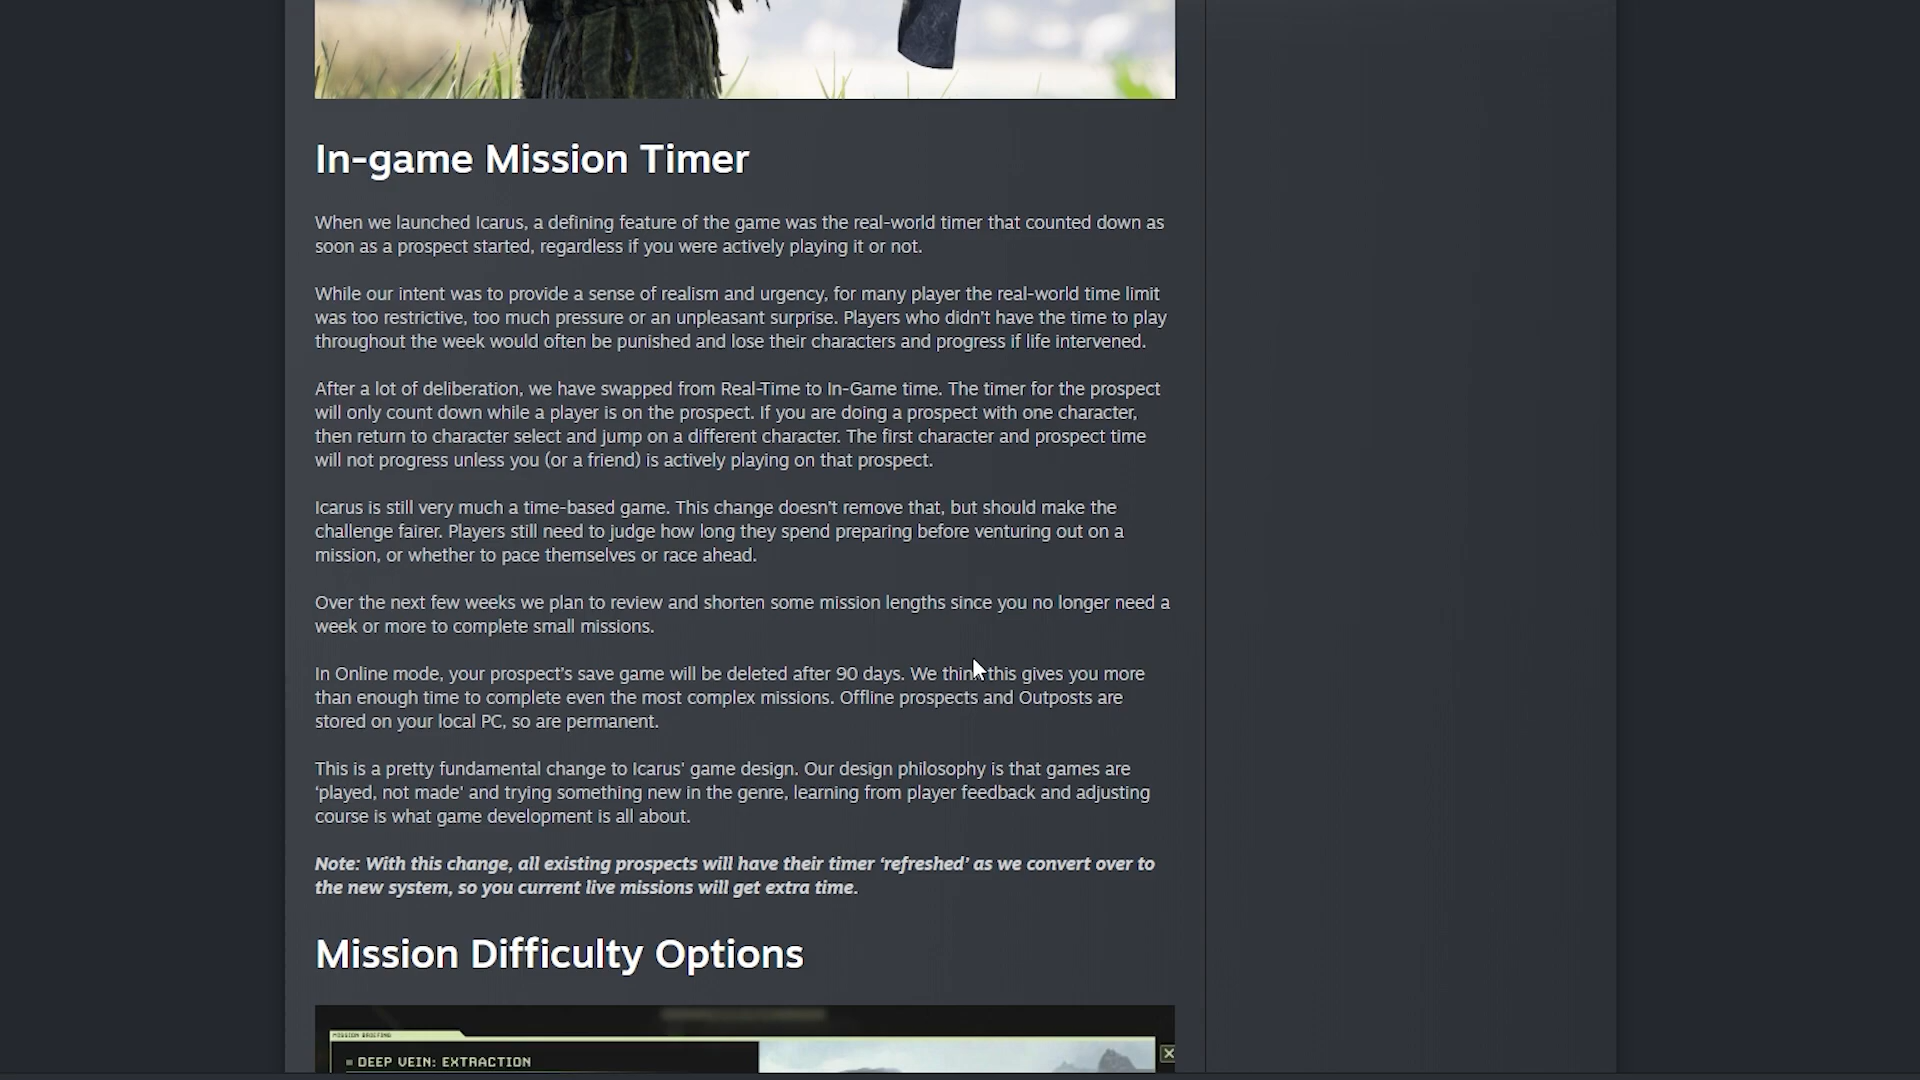 In-game Mission Timer
When we launched Icarus, a defining feature of the game was the real-world timer that counted down as
soon as a prospect started, regardless if you were actively playing it or not.
While our intent was to provide a sense of realism and urgency, for many player the real-world time limit
was too restrictive, too much pressure or an unpleasant surprise. Players who didn't have the time to play
throughout the week would often be punished and lose their characters and progress if life intervened.
After a lot of deliberation, we have swapped from Real-Time to In-Game time. The timer for the prospect
will only count down while a player is on the prospect. If you are doing a prospect with one character,
then return to character select and jump on a different character. The first character and prospect time
will not progress unless you (or a friend) is actively playing on that prospect.
Icarus is still very much a time-based game. This change doesn't remove that, but should make the
challenge fairer. Players still need to judge how long they spend preparing before venturing out on a
mission, or whether to pace themselves or race ahead.
Over the next few weeks we plan to review and shorten some mission lengths since you no longer need a
week or more to complete small missions.
In Online mode, your prospect's save game will be deleted after 90 days. We think this gives you more
than enough time to complete even the most complex missions. Offline prospects and Outposts are
stored on your local PC, so are permanent.
This is a pretty fundamental change to Icarus' game design. Our design philosophy is that games are
‘played, not made’ and trying something new in the genre, learning from player feedback and adjusting
course is what game development is all about.
Note: With this change, all existing prospects will have their timer ‘refreshed’ as we convert over to
the new system, so you current live missions will get extra time.
Mission Difficulty Options
MISSION BRIEFING
DEEP VEIN: EXTRACTION